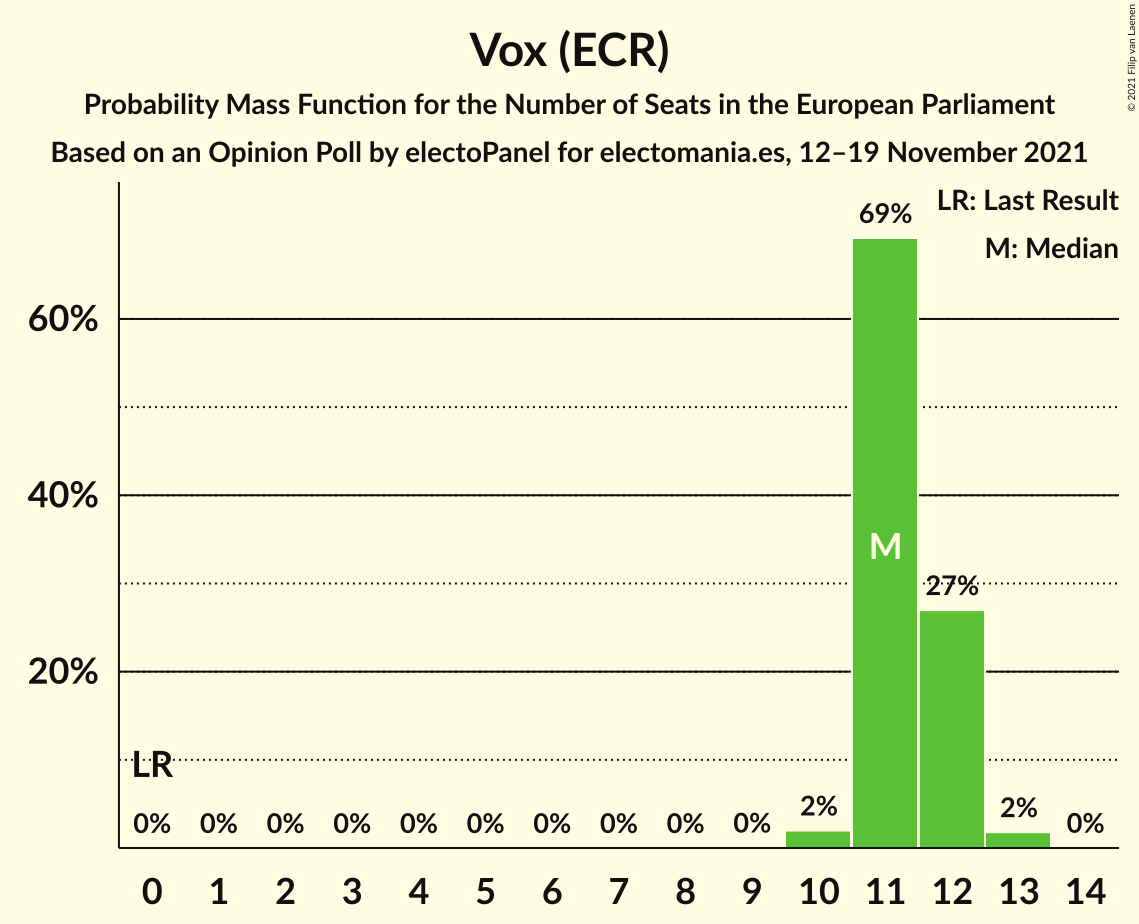 Vox (ECR)
Probability Mass Function for the Number of Seats in the European Parliament
Based on an Opinion Poll by electoPanel for electomania.es, 12–19 November 2021
© 2021 Filip van Laenen
LR: Last Result
M: Median
60%
40%
20%
69%
M
27%
LR
0% 0% 0% 0% 0% 0% 0% 0% 0% 0% 2% 2% 0%
0 1 2 3 4 5 6 7 8 9 10 11 12 13 14